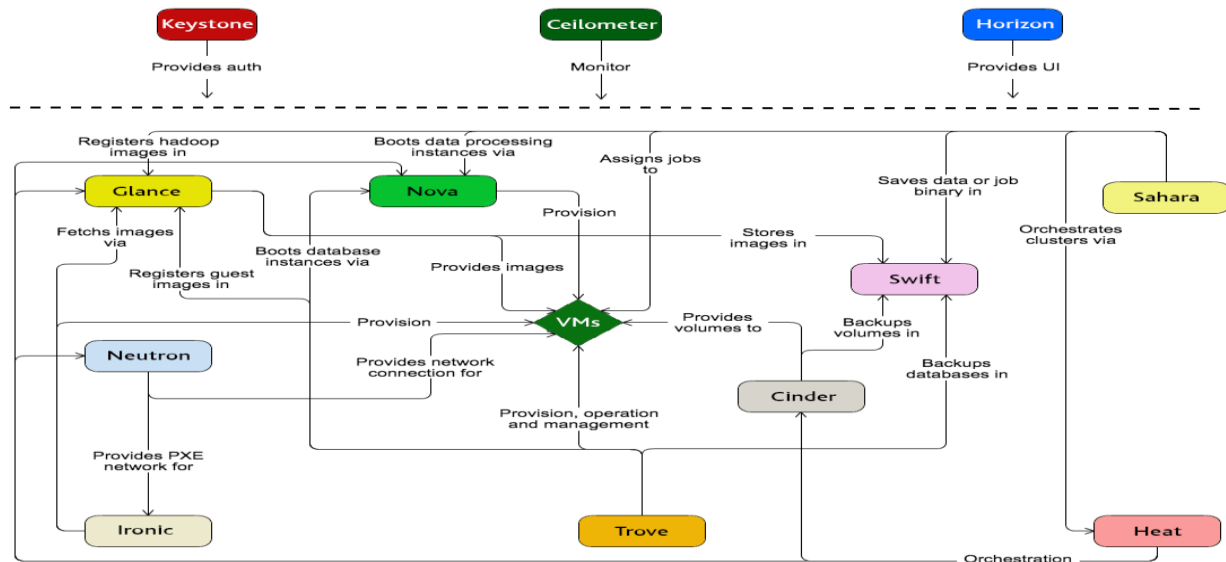 Keystone
Ceilometer
Horizon
Provides auth
Monitor
Provides UI
Registers hadoop
images in
Boots data processing
instances via
Assigns jobs
to
Saves data or job
binary in
Glance
Nova
Sahara
Provision
Fetchs images
via
Boots database
instances via
Stores
images in
Orchestrates
clusters via
Registers guest
images in
Provides images
Swift
VMs
Provision
Provides
volumes to
Backups
volumes in
Neutron
Provides network
connection for
Backups
databases in
Cinder
Provision, operation
and management
Provides PXE
network for
Ironic
Trove
Heat
Orchestration